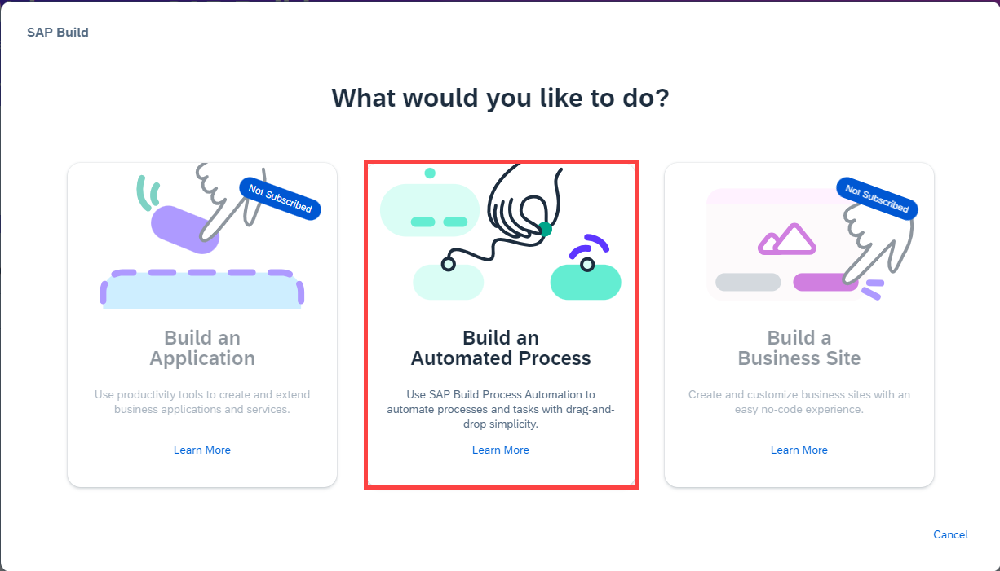 SAP Build
What would you like to do?
Not Subscribed
Build an
Application
Use productivity tools to create and extend
business applications and services.
Learn More
Build an
Automated Process
Use SAP Build Process Automation to
automate processes and tasks with drag-and-
drop simplicity.
Learn More
Not Subscribed
Build a
Business Site
Create and customize business sites with an
easy no-code experience.
Learn More
Cancel